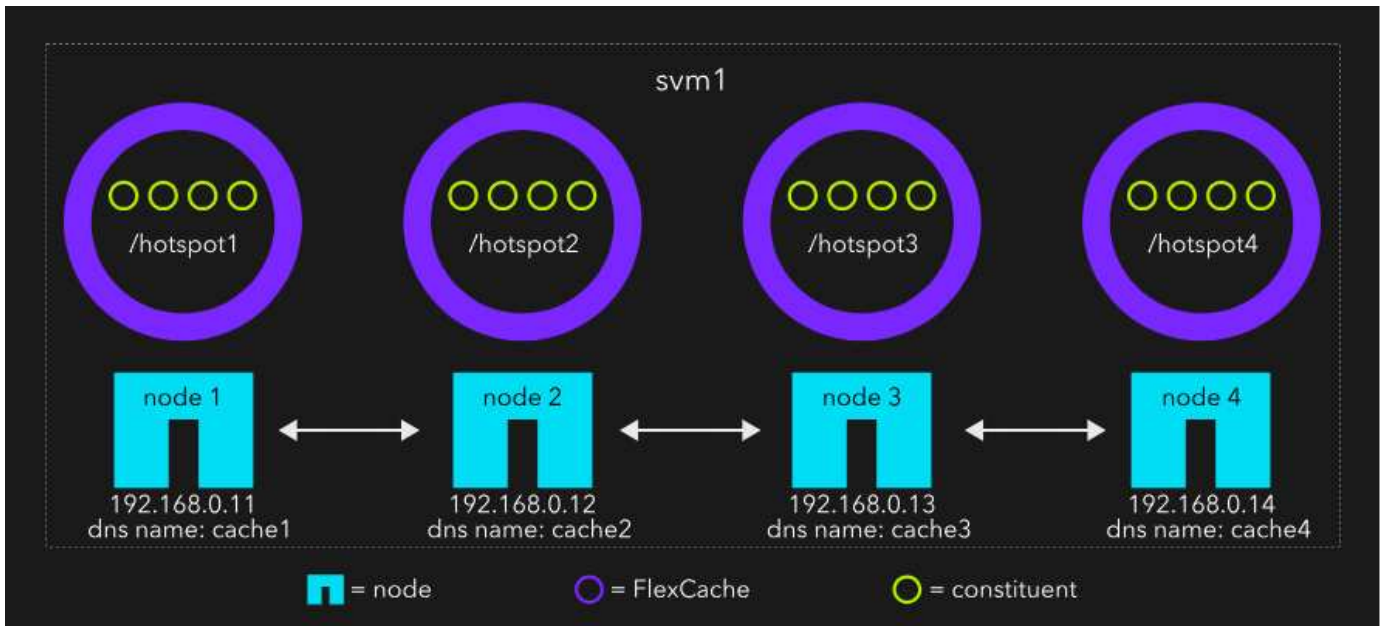 svm1
/hotspot1
/hotspot2
/hotspot3
/hotspot4
node 1
node 2
node 3
node 4
192.168.0.11
dns name: cache1
192.168.0.12
dns name: cache2
192.168.0.13
dns name: cache3
192.168.0.14
dns name: cache4
= node
= FlexCache
= constituent